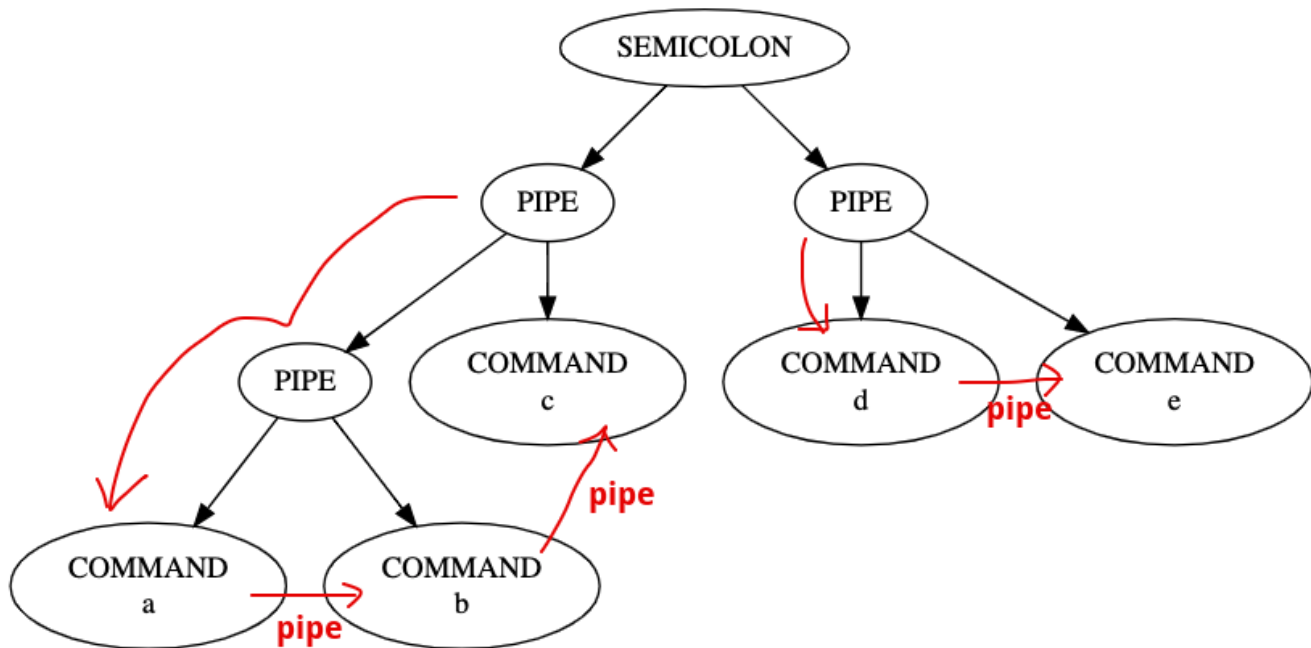 SEMICOLON
PIPE
PIPE
PIPE
COMMAND
c
COMMAND
d
COMMAND
e
pipe
pipe
COMMAND
a
COMMAND
b
pipe